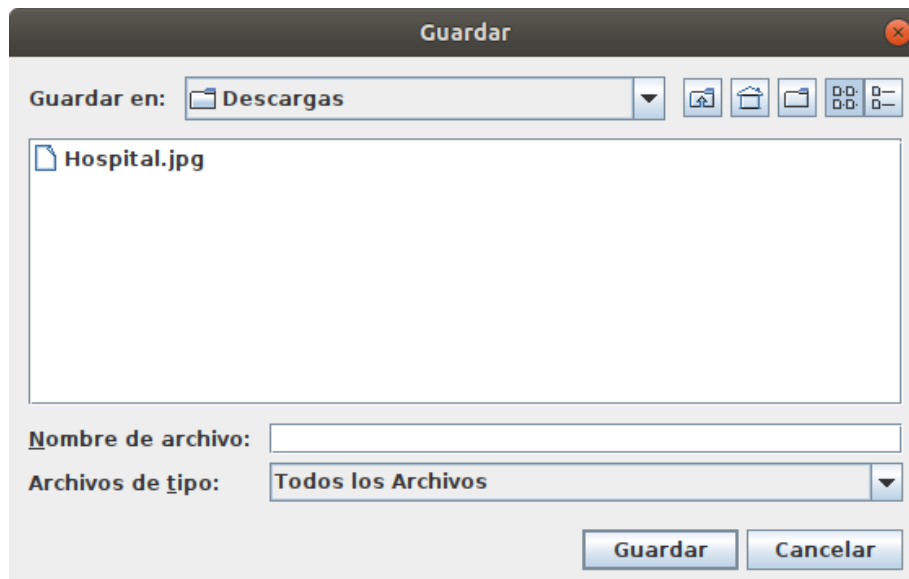 Guardar
Guardar en: Descargas
Hospital.jpg
Nombre de archivo:
Archivos de tipo: Todos los Archivos
Guardar Cancelar